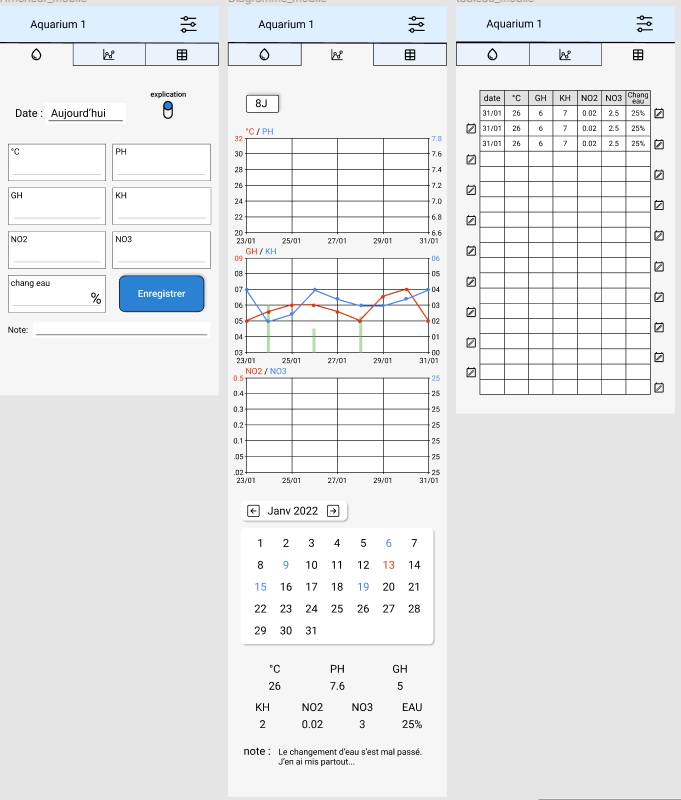 Diagramme_mobile
tableau_mobile
Aquarium 1
explication
Date : Aujourd'hui
°C
PH
GH
KH
NO2
NO3
chang eau
%
Enregistrer
Note:
Aquarium 1
8J
°C / PH
32 7.8
30 7.6
28 7.4
26 7.2
24 7.0
22 6.8
20 6.6
23/01 25/01 27/01 29/01 31/01
GH / KH
09 06
08 05
07 04
06 03
05 02
04 01
03 00
23/01 25/01 27/01 29/01 31/01
NO2 / NO3
0.5 25
0.4 25
0.3 25
0.2 25
0.1 25
.05 25
.02 25
23/01 25/01 27/01 29/01 31/01
Janv 2022
1 2 3 4 5 6 7
8 9 10 11 12 13 14
15 16 17 18 19 20 21
22 23 24 25 26 27 28
29 30 31
°C PH GH
26 7.6 5
KH NO2 NO3 EAU
2 0.02 3 25%
note : Le changement d'eau s'est mal passé.
J'en ai mis partout...
Aquarium 1
date °C GH KH NO2 NO3 Chang
eau
31/01 26 6 7 0.02 2.5 25%
31/01 26 6 7 0.02 2.5 25%
31/01 26 6 7 0.02 2.5 25%